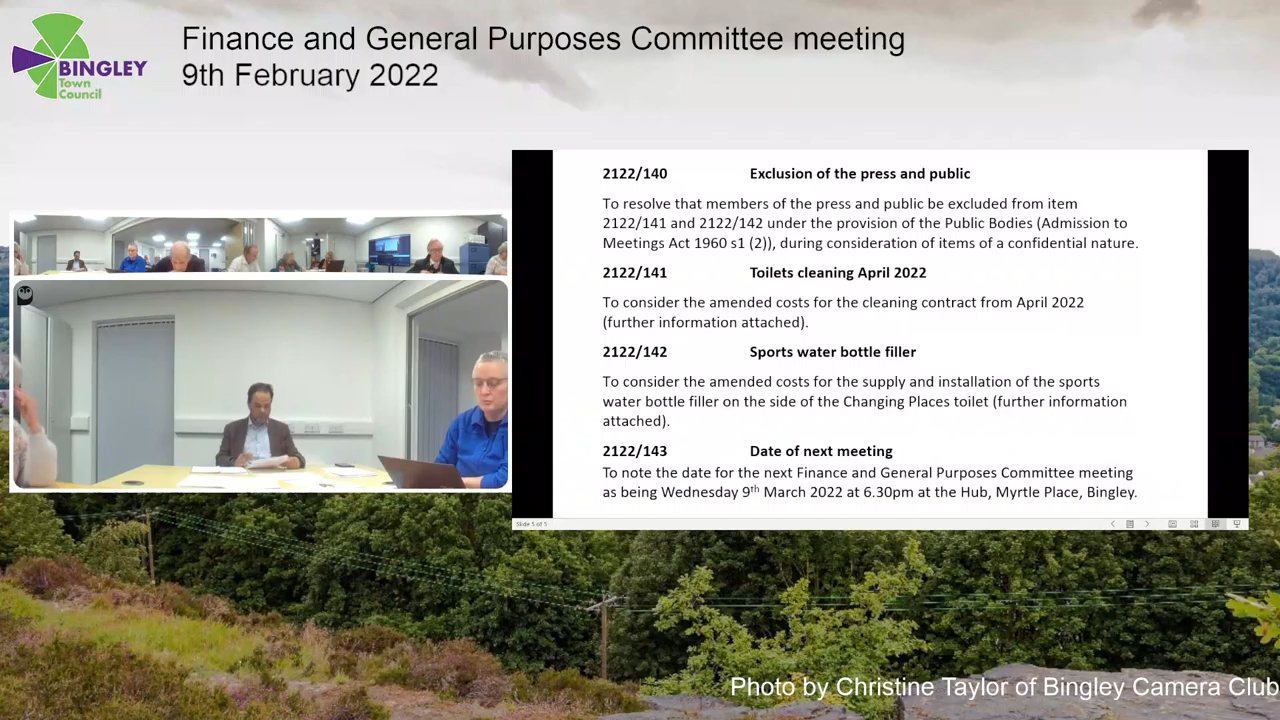 Finance and General Purposes Committee meeting
9th February 2022
BINGLEY
Town
Council
2122/140 Exclusion of the press and public
To resolve that members of the press and public be excluded from item
2122/141 and 2122/142 under the provision of the Public Bodies (Admission to
Meetings Act 1960 s1 (2)), during consideration of items of a confidential nature.
2122/141 Toilets cleaning April 2022
To consider the amended costs for the cleaning contract from April 2022
(further information attached).
2122/142 Sports water bottle filler
To consider the amended costs for the supply and installation of the sports
water bottle filler on the side of the Changing Places toilet (further information
attached).
2122/143 Date of next meeting
To note the date for the next Finance and General Purposes Committee meeting
as being Wednesday 9th March 2022 at 6.30pm at the Hub, Myrtle Place, Bingley.
Slide 5 of 5
Photo by Christine Taylor of Bingley Camera Club